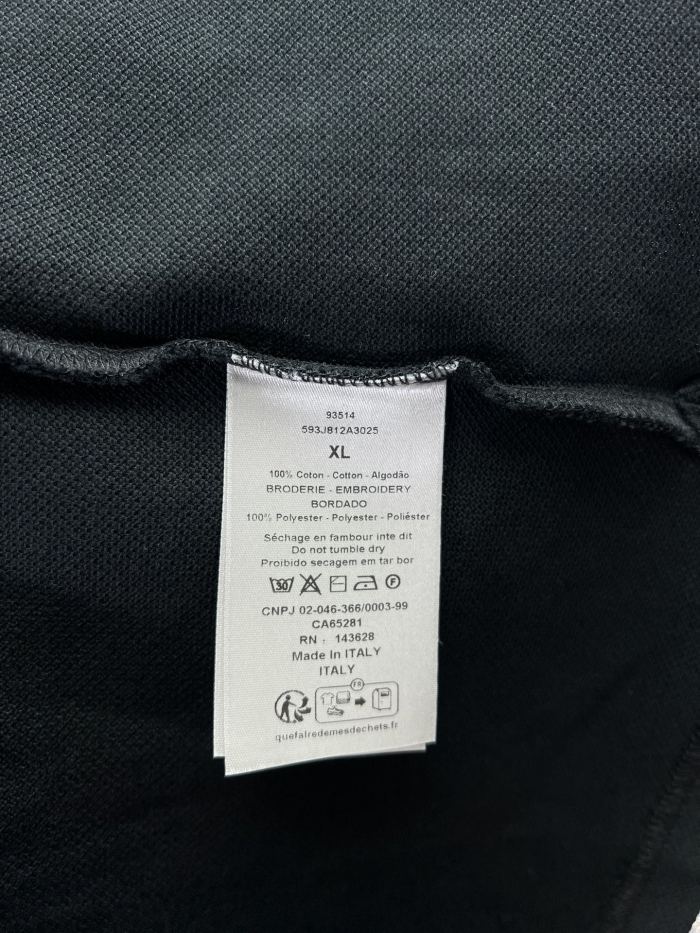 93514
593J812A3025
XL
100% Coton - Cotton - Algodão
BRODERIE - EMBROIDERY
BORDADO
100% Polyester - Polyester - Poliéster
Séchage en fambour inte dit
Do not tumble dry
Proibido secagem em tar bor
30 F
CNPJ 02-046-366/0003-99
CA65281
RN : 143628
Made In ITALY
ITALY
FR
quefalredemesdechets.fr